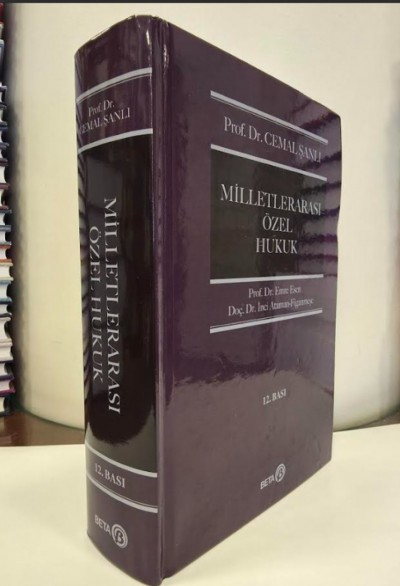 Prof. Dr.
CEMAL ŞANLI
MİLLETLERARASI
ÖZEL HUKUK
12. BASI
BETA
Prof. Dr. CEMAL ŞANLI
MİLLETLERARASI
ÖZEL
HUKUK
Prof. Dr. Emre Esen
Doç. Dr. İnci Ataman-Figanmeşe
12. BASI
BETA